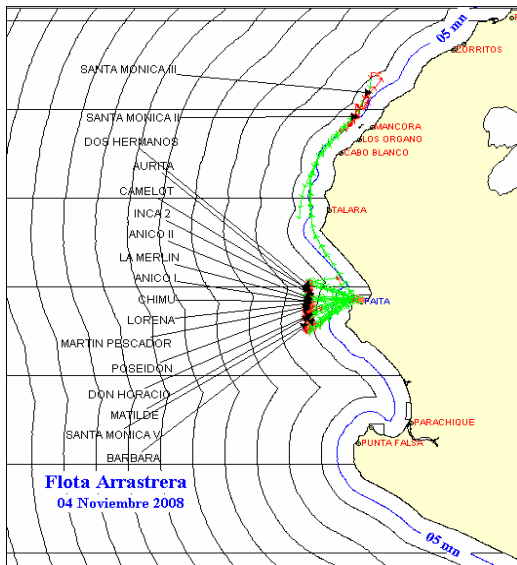 05 mn
ZORRITOS
SANTA MONICA III
SANTA MONICA II
MANCORA
DOS HERMANOS
LOS ORGANO
CABO BLANCO
AURITA
CAMELOT
INCA 2
TALARA
ANICO II
LA MERLIN
ANICO I
CHIMU
PAITA
LORENA
MARTIN PESCADOR
POSEIDON
DON HORACIO
MATILDE
PARACHIQUE
SANTA MONICA V
PUNTA FALSA
BARBARA
Flota Arrastrera
04 Noviembre 2008
05 mn